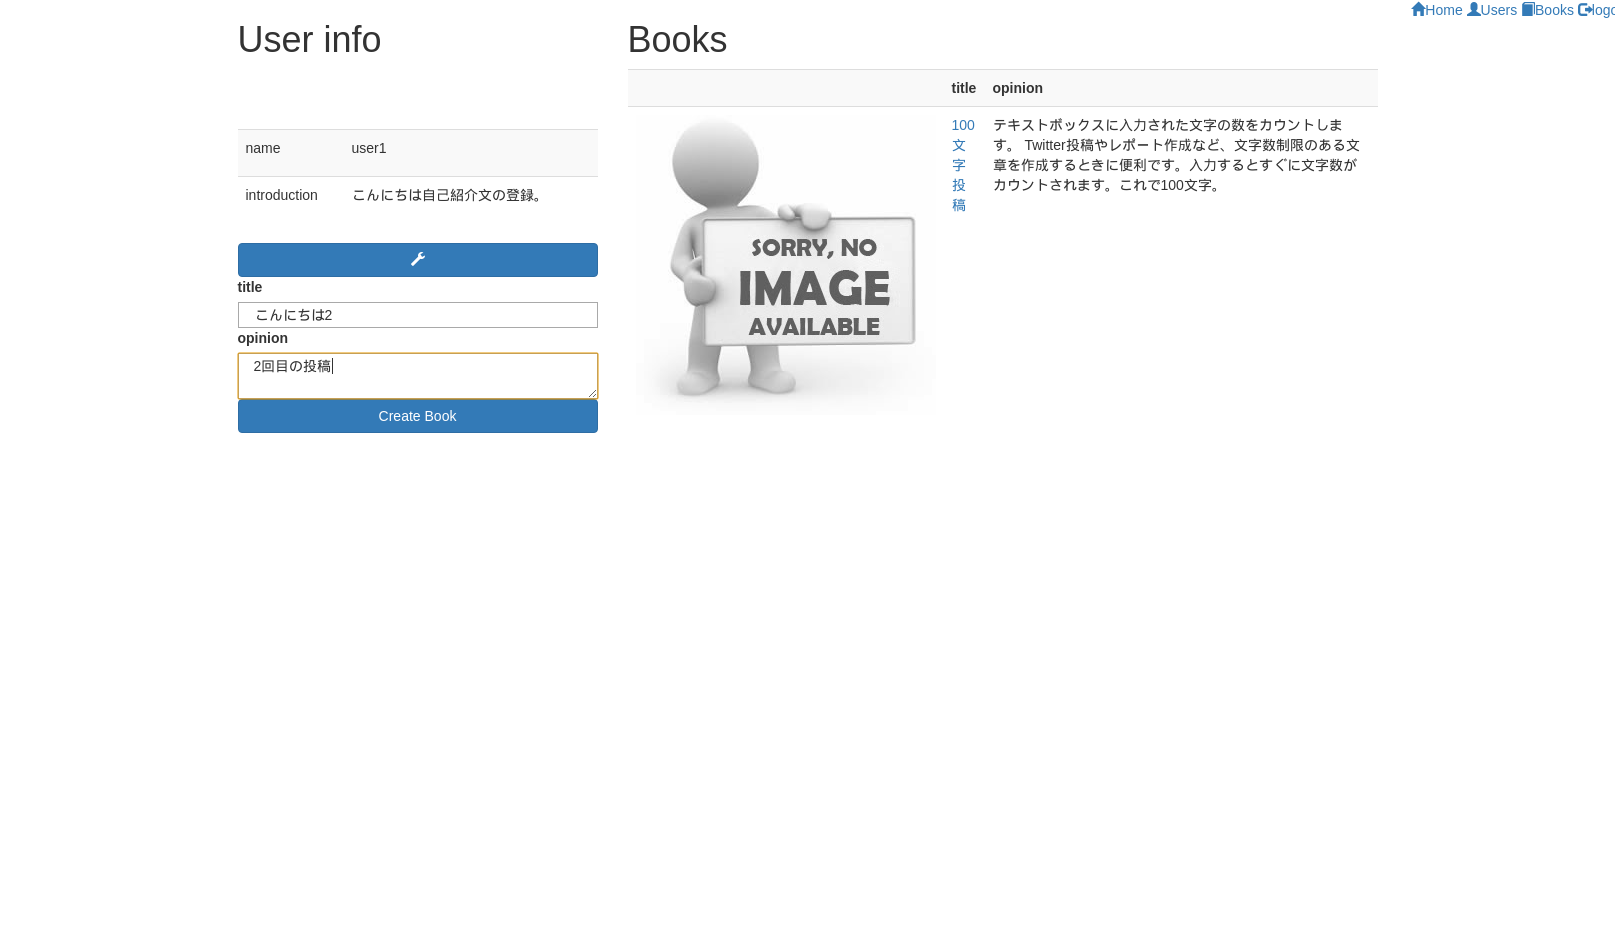 Home Users Books logo
User info
name user1
introduction こんにちは自己紹介文の登録。
title
こんにちは2
opinion
2回目の投稿
Create Book
Books
title opinion
100
文
字
投
稿
テキストボックスに入力された文字の数をカウントしま
す。 Twitter投稿やレポート作成など、文字数制限のある文
章を作成するときに便利です。入力するとすぐに文字数が
カウントされます。これで100文字。
SORRY, NO
IMAGE
AVAILABLE